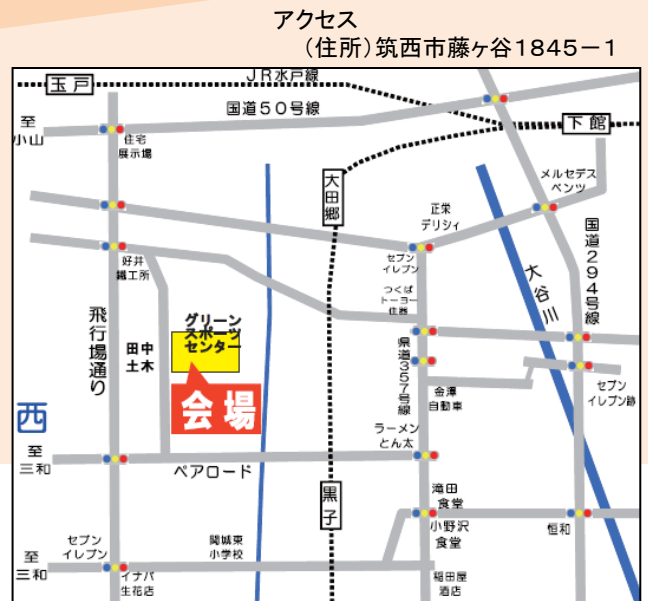 アクセス
（住所）筑西市藤ヶ谷１８４５－１
玉戸
ＪＲ水戸線
国道５０号線
至
小山
住宅
展示場
下館
大田郷
メルセデス
ベンツ
正栄
デリシィ
国道２９４号線
セブン
イレブン
好井
鐵工所
大谷川
つくば
トーヨー
住器
飛行場通り
グリーン
スポーツ
センター
田中
土木
県道３５７号線
会場
金澤
自動車
セブン
イレブン跡
西
ラーメン
とん太
至
三和
ペアロード
黒子
滝田
食堂
小野沢
食堂
恒和
セブン
イレブン
関城東
小学校
至
三和
イナバ
生花店
稲田屋
酒店